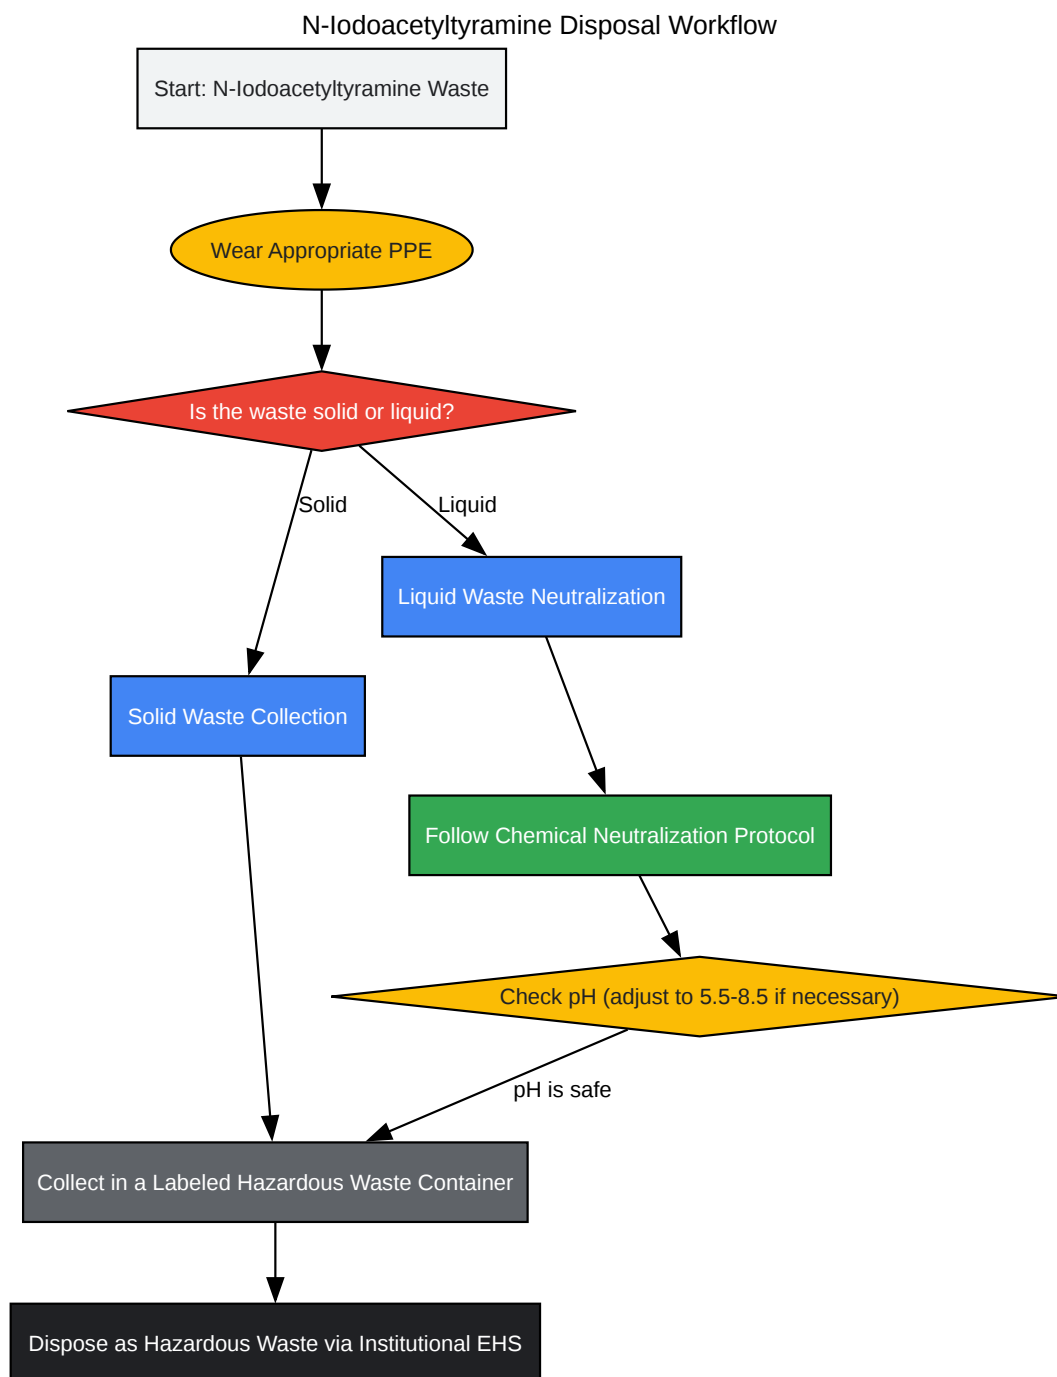 N-Iodoacetyltyramine Disposal Workflow
Start: N-Iodoacetyltyramine Waste
Wear Appropriate PPE
Is the waste solid or liquid?
Solid
Liquid
Liquid Waste Neutralization
Solid Waste Collection
Follow Chemical Neutralization Protocol
Check pH (adjust to 5.5-8.5 if necessary)
pH is safe
Collect in a Labeled Hazardous Waste Container
Dispose as Hazardous Waste via Institutional EHS